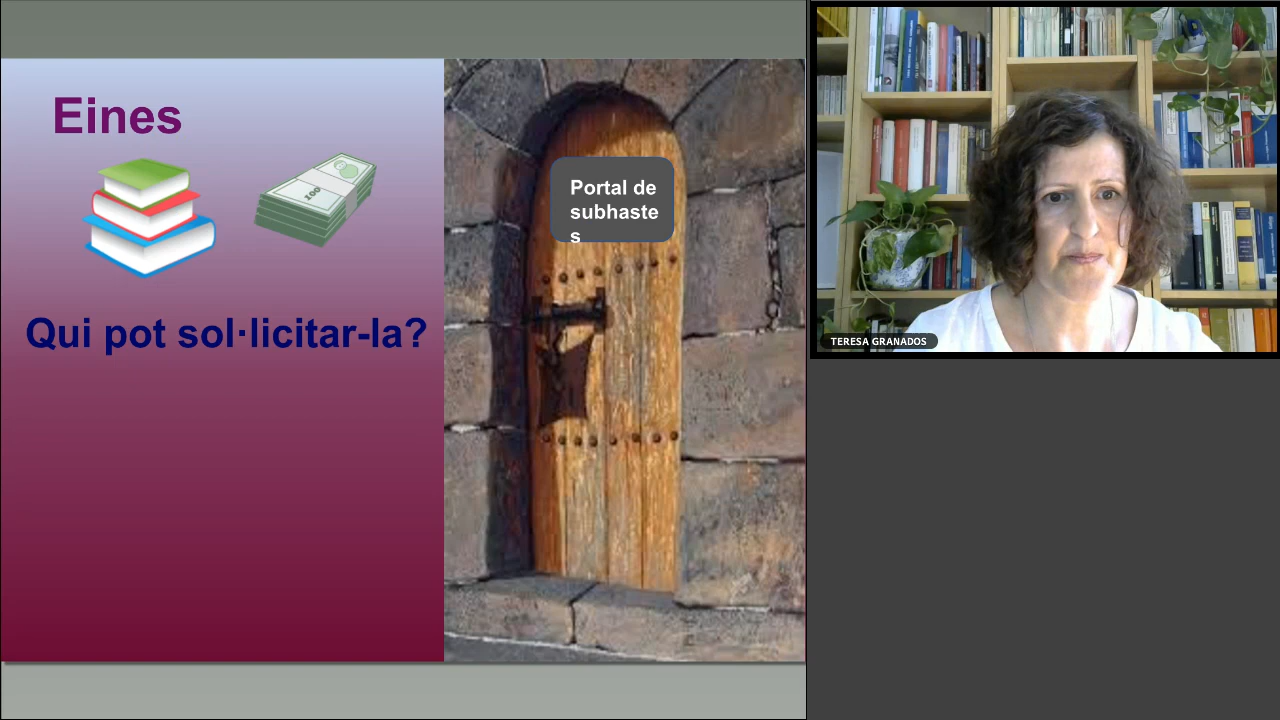 Eines
100
Qui pot sol·licitar-la?
Portal de
subhaste
s
TERESA GRANADOS